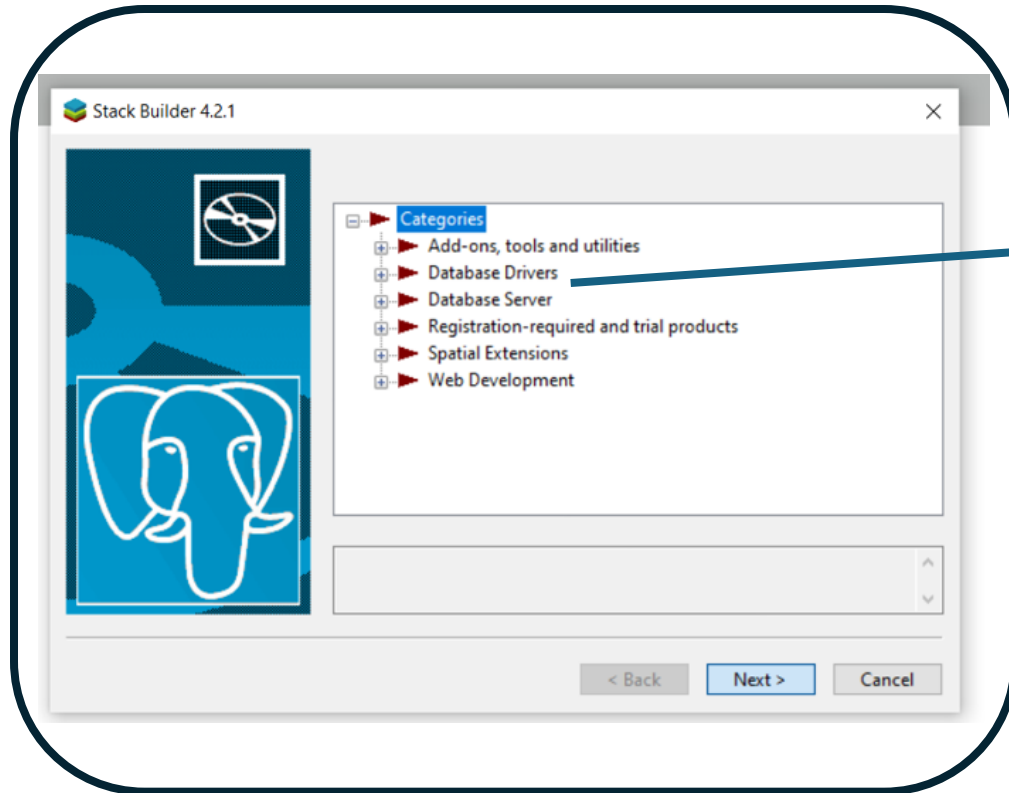 Stack Builder 4.2.1
Categories
Add-ons, tools and utilities
Database Drivers
Database Server
Registration-required and trial products
Spatial Extensions
Web Development
< Back Next > Cancel